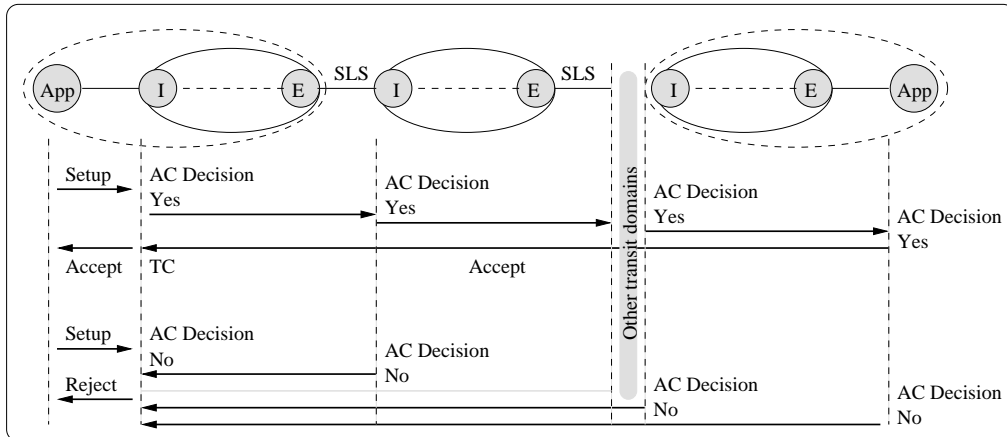 SLS
SLS
App
I
E
I
E
I
E
App
Setup
AC Decision
Yes
AC Decision
Yes
Other transit domains
AC Decision
Yes
AC Decision
Yes
Accept
TC
Accept
Setup
AC Decision
No
AC Decision
No
Reject
AC Decision
No
AC Decision
No